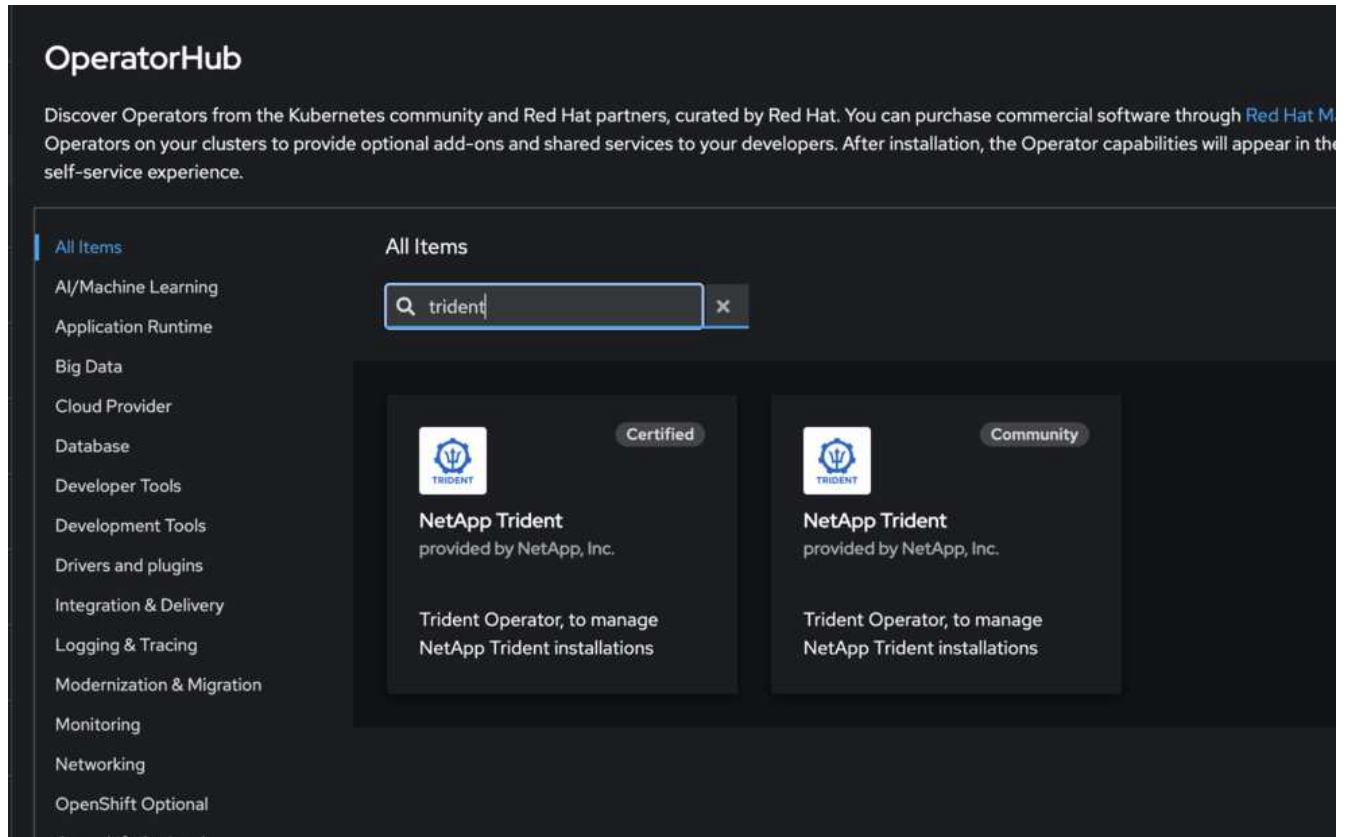 OperatorHub
Discover Operators from the Kubernetes community and Red Hat partners, curated by Red Hat. You can purchase commercial software through Red Hat
Operators on your clusters to provide optional add-ons and shared services to your developers. After installation, the Operator capabilities will appear in the
self-service experience.
All Items
AI/Machine Learning
Application Runtime
Big Data
Cloud Provider
Database
Developer Tools
Development Tools
Drivers and plugins
Integration & Delivery
Logging & Tracing
Modernization & Migration
Monitoring
Networking
OpenShift Optional
All Items
trident
Certified
TRIDENT
NetApp Trident
provided by NetApp, Inc.
Trident Operator, to manage
NetApp Trident installations
Community
TRIDENT
NetApp Trident
provided by NetApp, Inc.
Trident Operator, to manage
NetApp Trident installations